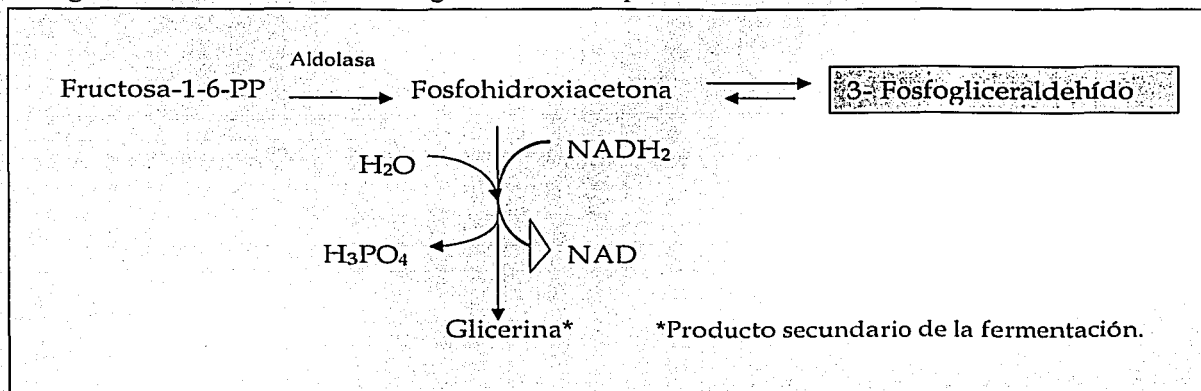 Aldolasa
Fructosa-1-6-PP Fosfohidroxiacetona 3- Fosfogliceraldehído
H₂O NADH₂
H₃PO₄ NAD
Glicerina* *Producto secundario de la fermentación.